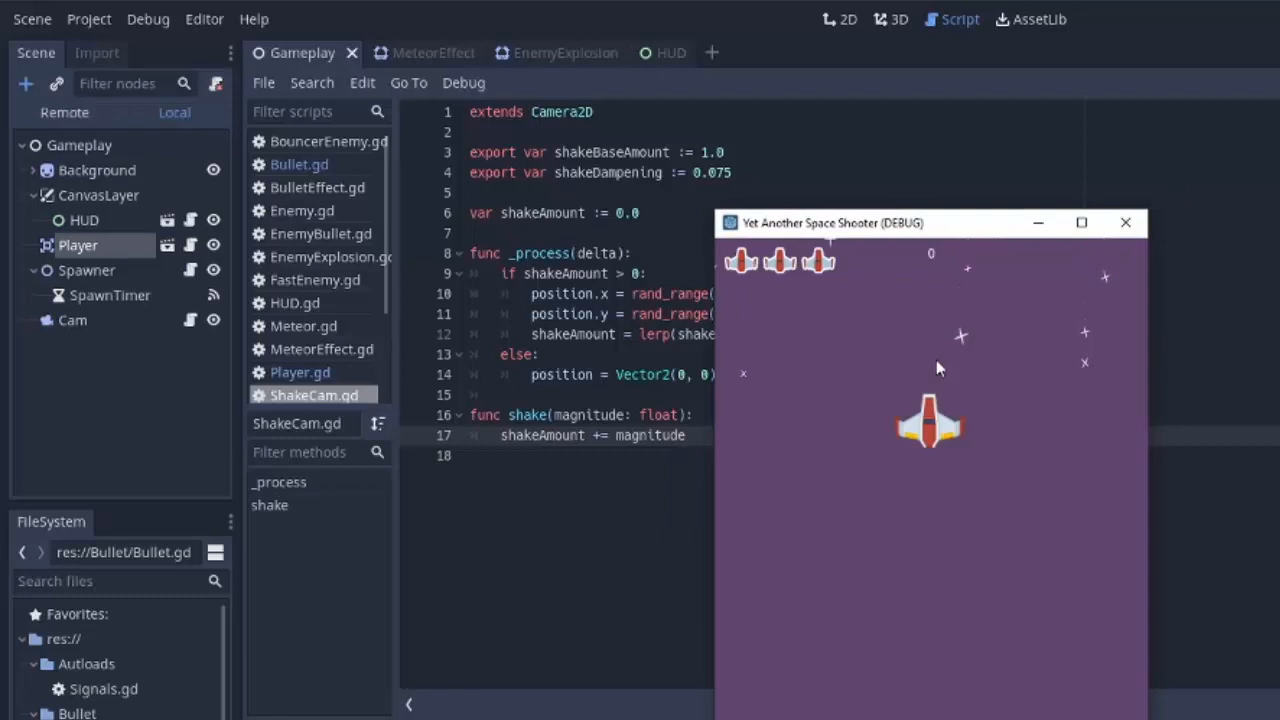 Scene Project Debug Editor Help
2D 3D Script AssetLib
Scene Import
Filter nodes
Remote Local
Gameplay
Background
CanvasLayer
HUD
Player
Spawner
SpawnTimer
Cam
FileSystem
res://Bullet/Bullet.gd
Search files
Favorites:
res://
Autloads
Signals.gd
Bullet
Gameplay MeteorEffect EnemyExplosion HUD
File Search Edit Go To Debug
Filter scripts
BouncerEnemy.gd
Bullet.gd
BulletEffect.gd
Enemy.gd
EnemyBullet.gd
EnemyExplosion.gd
FastEnemy.gd
HUD.gd
Meteor.gd
MeteorEffect.gd
Player.gd
ShakeCam.gd
ShakeCam.gd
Filter methods
_process
shake
1 extends Camera2D
2
3 export var shakeBaseAmount := 1.0
4 export var shakeDampening := 0.075
5
6 var shakeAmount := 0.0
7
8 func _process(delta):
9 if shakeAmount > 0:
10 position.x = rand_range(
11 position.y = rand_range(
12 shakeAmount = lerp(shake
13 else:
14 position = Vector2(0, 0)
15
16 func shake(magnitude: float):
17 shakeAmount += magnitude
18
Yet Another Space Shooter (DEBUG)
0